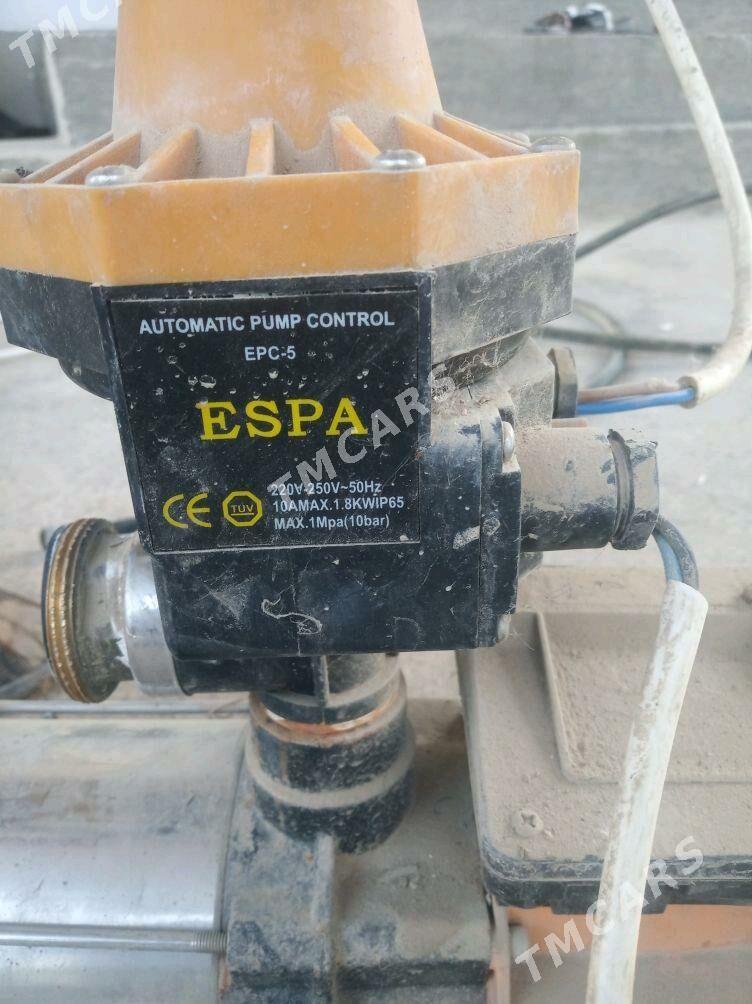 TMCARS
AUTOMATIC PUMP CONTROL
EPC-5
ESPA
TMCARS
CE TÜV
220V-250V~50Hz
10AMAX.1.8KWIP65
MAX.1Mpa(10bar)
TMCARS